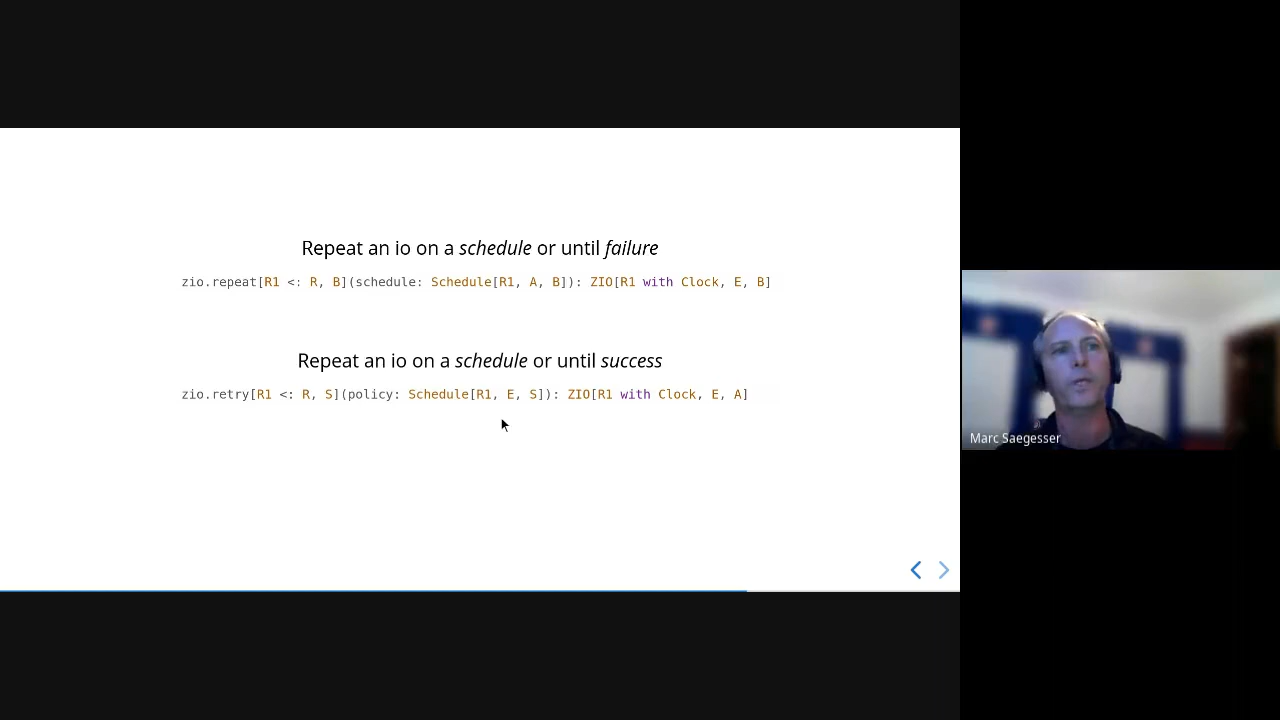 Repeat an io on a schedule or until failure
zio.repeat[R1 <: R, B](schedule: Schedule[R1, A, B]): ZIO[R1 with Clock, E, B]
Repeat an io on a schedule or until success
zio.retry[R1 <: R, S](policy: Schedule[R1, E, S]): ZIO[R1 with Clock, E, A]
Marc Saegesser